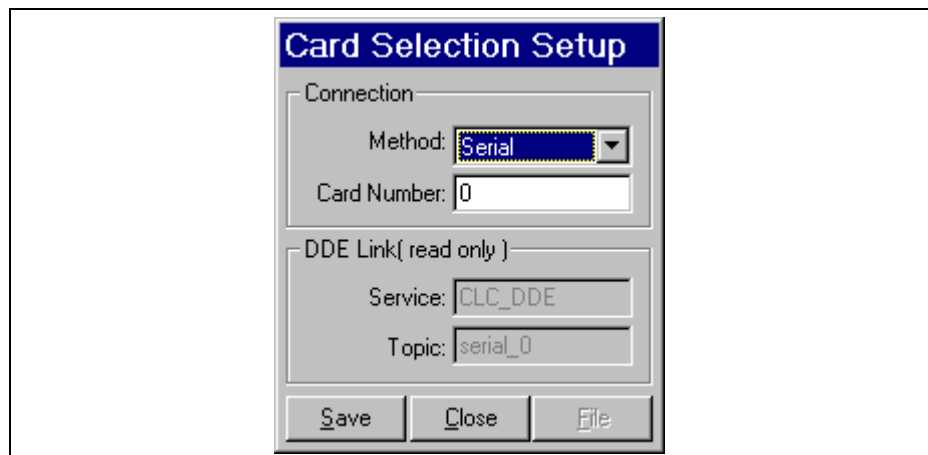 Card Selection Setup
Connection
Method: Serial
Card Number: 0
DDE Link( read only )
Service: CLC_DDE
Topic: serial_0
Save Close File